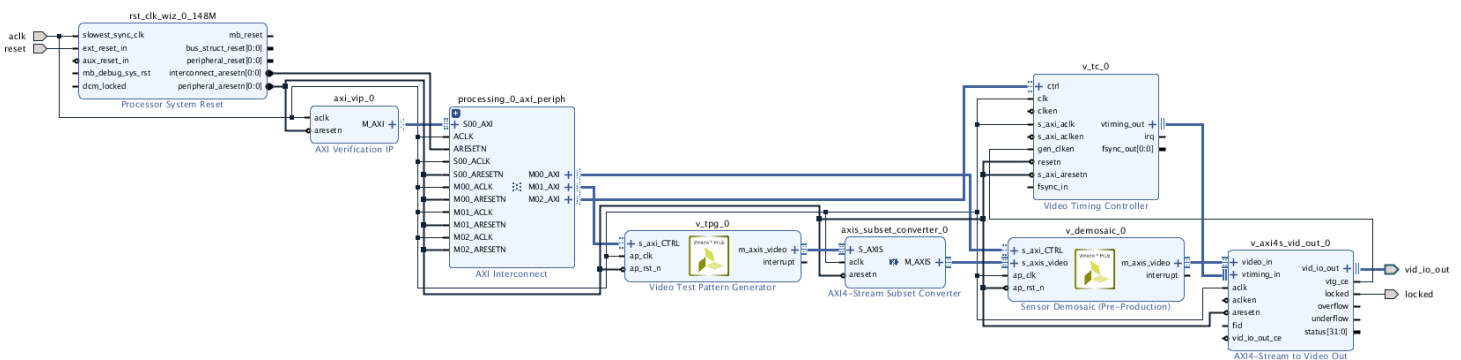 rst_clk_wiz_0_148M
aclk
reset
slowest_sync_clk
ext_reset_in
aux_reset_in
mb_debug_sys_rst
dcm_locked
mb_reset
bus_struct_reset[0:0]
peripheral_reset[0:0]
interconnect_aresetn[0:0]
peripheral_aresetn[0:0]
Processor System Reset
axi_vip_0
aclk
aresetn
M_AXI
AXI Verification IP
processing_0_axi_periph
S00_AXI
ACLK
ARESETN
S00_ACLK
S00_ARESETN
M00_ACLK
M00_ARESETN
M01_ACLK
M01_ARESETN
M02_ACLK
M02_ARESETN
M00_AXI
M01_AXI
M02_AXI
AXI Interconnect
v_tpg_0
s_axi_CTRL
ap_clk
ap_rst_n
m_axis_video
interrupt
Video Test Pattern Generator
axis_subset_converter_0
S_AXIS
aclk
aresetn
M_AXIS
AXI4-Stream Subset Converter
v_tc_0
ctrl
clk
clken
s_axi_aclk
s_axi_aclken
gen_clken
resetn
s_axi_aresetn
fsync_in
vtiming_out
irq
fsync_out[0:0]
Video Timing Controller
v_demosaic_0
s_axi_CTRL
s_axis_video
ap_clk
ap_rst_n
m_axis_video
interrupt
Sensor Demosaic (Pre-Production)
v_axi4s_vid_out_0
video_in
vtiming_in
aclk
aclken
aresetn
fid
vid_io_out_ce
vid_io_out
vtg_ce
locked
overflow
underflow
status[31:0]
AXI4-Stream to Video Out
vid_io_out
locked